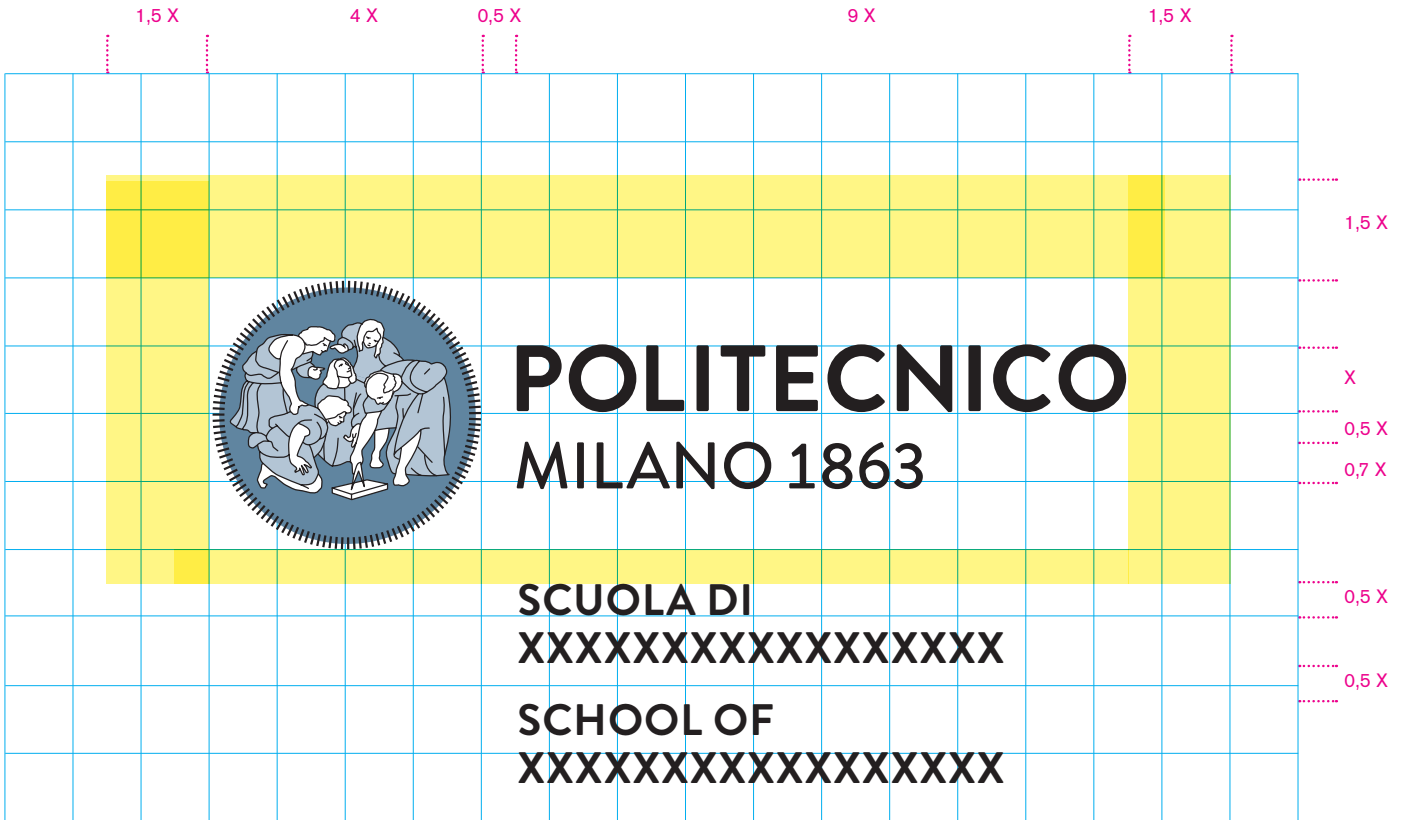 1,5 X 4 X 0,5 X 9 X 1,5 X
1,5 X
POLITECNICO
X
0,5 X
MILANO 1863
0,7 X
SCUOLA DI
0,5 X
XXXXXXXXXXXXXXXXX
0,5 X
SCHOOL OF
XXXXXXXXXXXXXXXXX